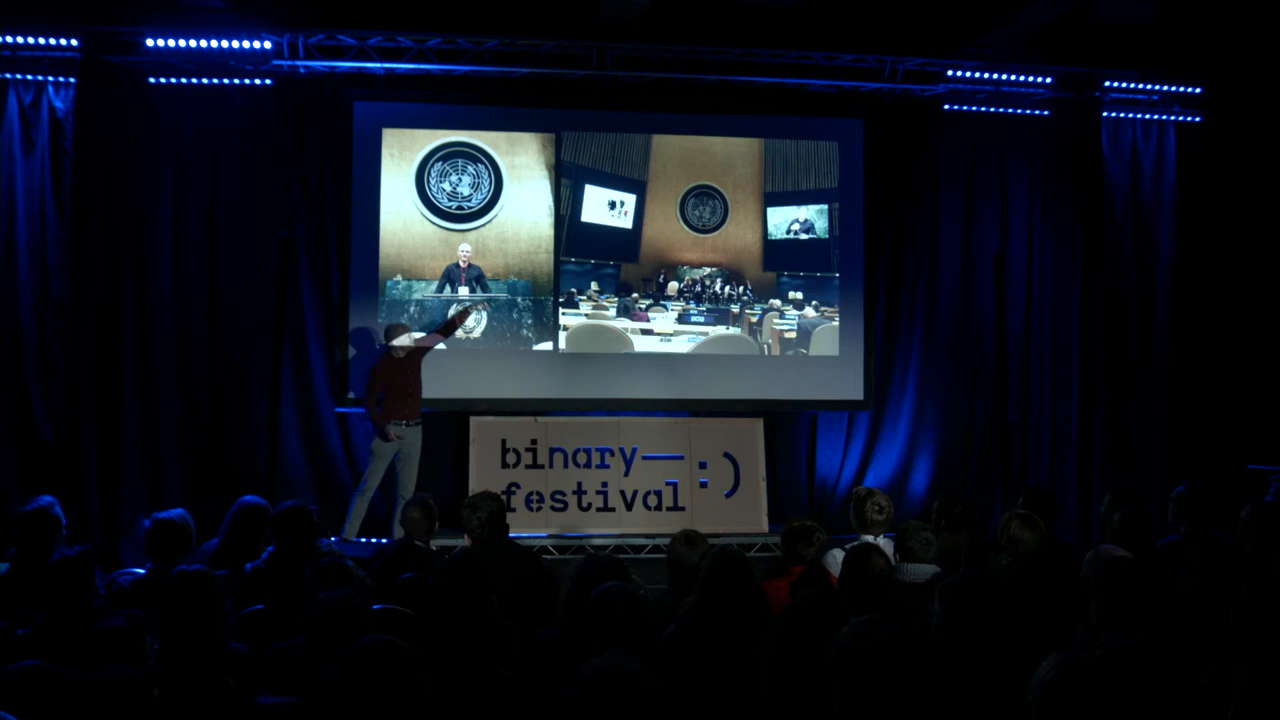 binary— :)
festival